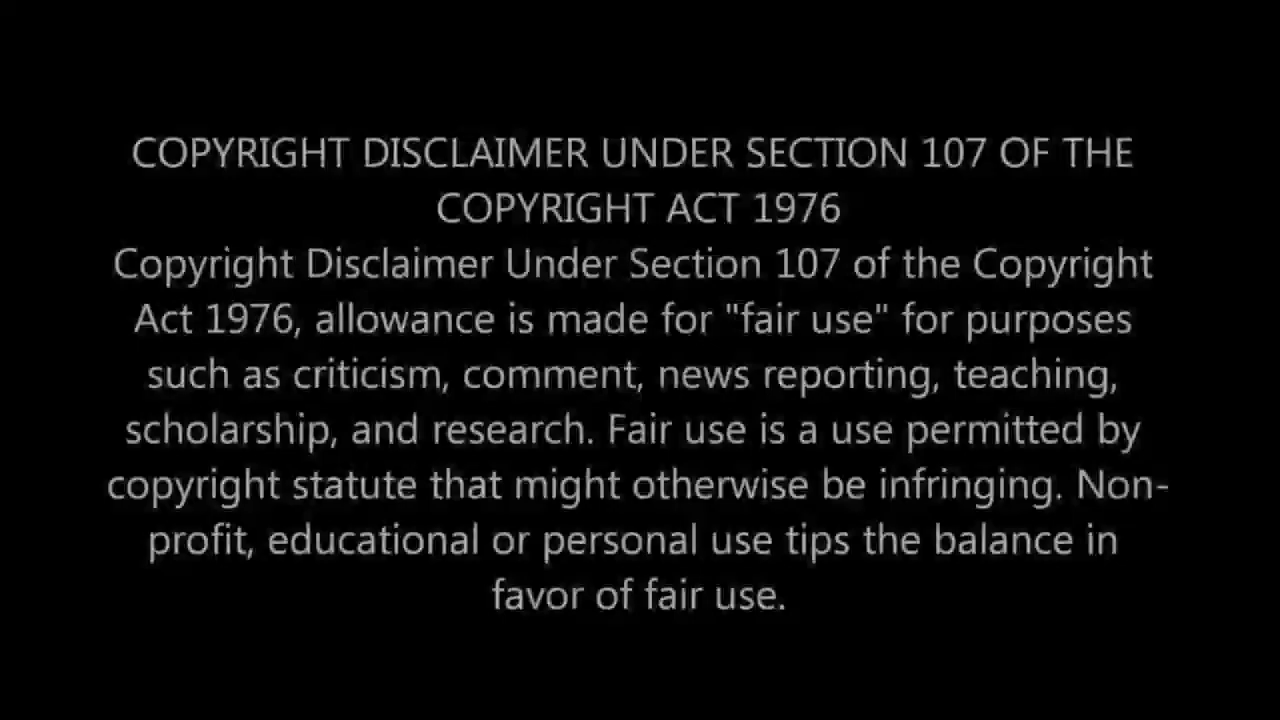 COPYRIGHT DISCLAIMER UNDER SECTION 107 OF THE
COPYRIGHT ACT 1976
Copyright Disclaimer Under Section 107 of the Copyright
Act 1976, allowance is made for "fair use" for purposes
such as criticism, comment, news reporting, teaching,
scholarship, and research. Fair use is a use permitted by
copyright statute that might otherwise be infringing. Non-
profit, educational or personal use tips the balance in
favor of fair use.